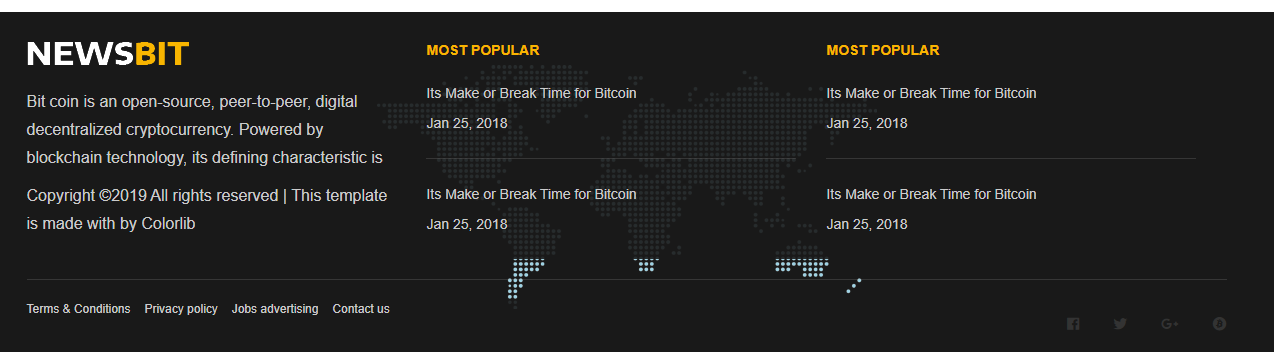 NEWSBIT
Bit coin is an open-source, peer-to-peer, digital
decentralized cryptocurrency. Powered by
blockchain technology, its defining characteristic is
Copyright ©2019 All rights reserved | This template
is made with by Colorlib
MOST POPULAR
Its Make or Break Time for Bitcoin
Jan 25, 2018
Its Make or Break Time for Bitcoin
Jan 25, 2018
MOST POPULAR
Its Make or Break Time for Bitcoin
Jan 25, 2018
Its Make or Break Time for Bitcoin
Jan 25, 2018
Terms & Conditions Privacy policy Jobs advertising Contact us